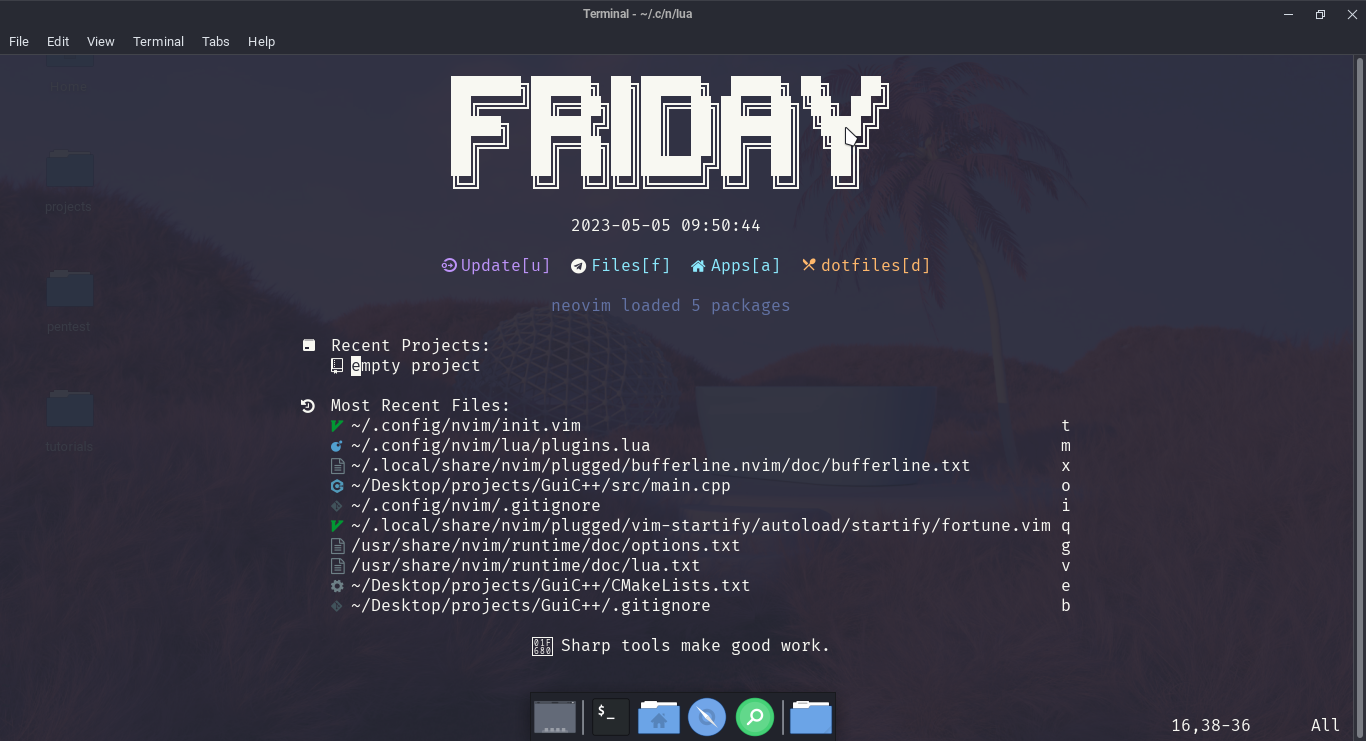 Terminal - ~/.c/n/lua
File Edit View Terminal Tabs Help
Home
FRIDAY
projects
2023-05-05 09:50:44
Update[u] Files[f] Apps[a] dotfiles[d]
neovim loaded 5 packages
pentest
Recent Projects:
empty project
Most Recent Files:
~/.config/nvim/init.vim t
~/.config/nvim/lua/plugins.lua m
tutorials
~/.local/share/nvim/plugged/bufferline.nvim/doc/bufferline.txt x
~/Desktop/projects/GuiC++/src/main.cpp o
~/.config/nvim/.gitignore i
~/.local/share/nvim/plugged/vim-startify/autoload/startify/fortune.vim q
/usr/share/nvim/runtime/doc/options.txt g
/usr/share/nvim/runtime/doc/lua.txt v
~/Desktop/projects/GuiC++/CMakeLists.txt e
~/Desktop/projects/GuiC++/.gitignore b
01F680 Sharp tools make good work.
$_
16,38-36 All